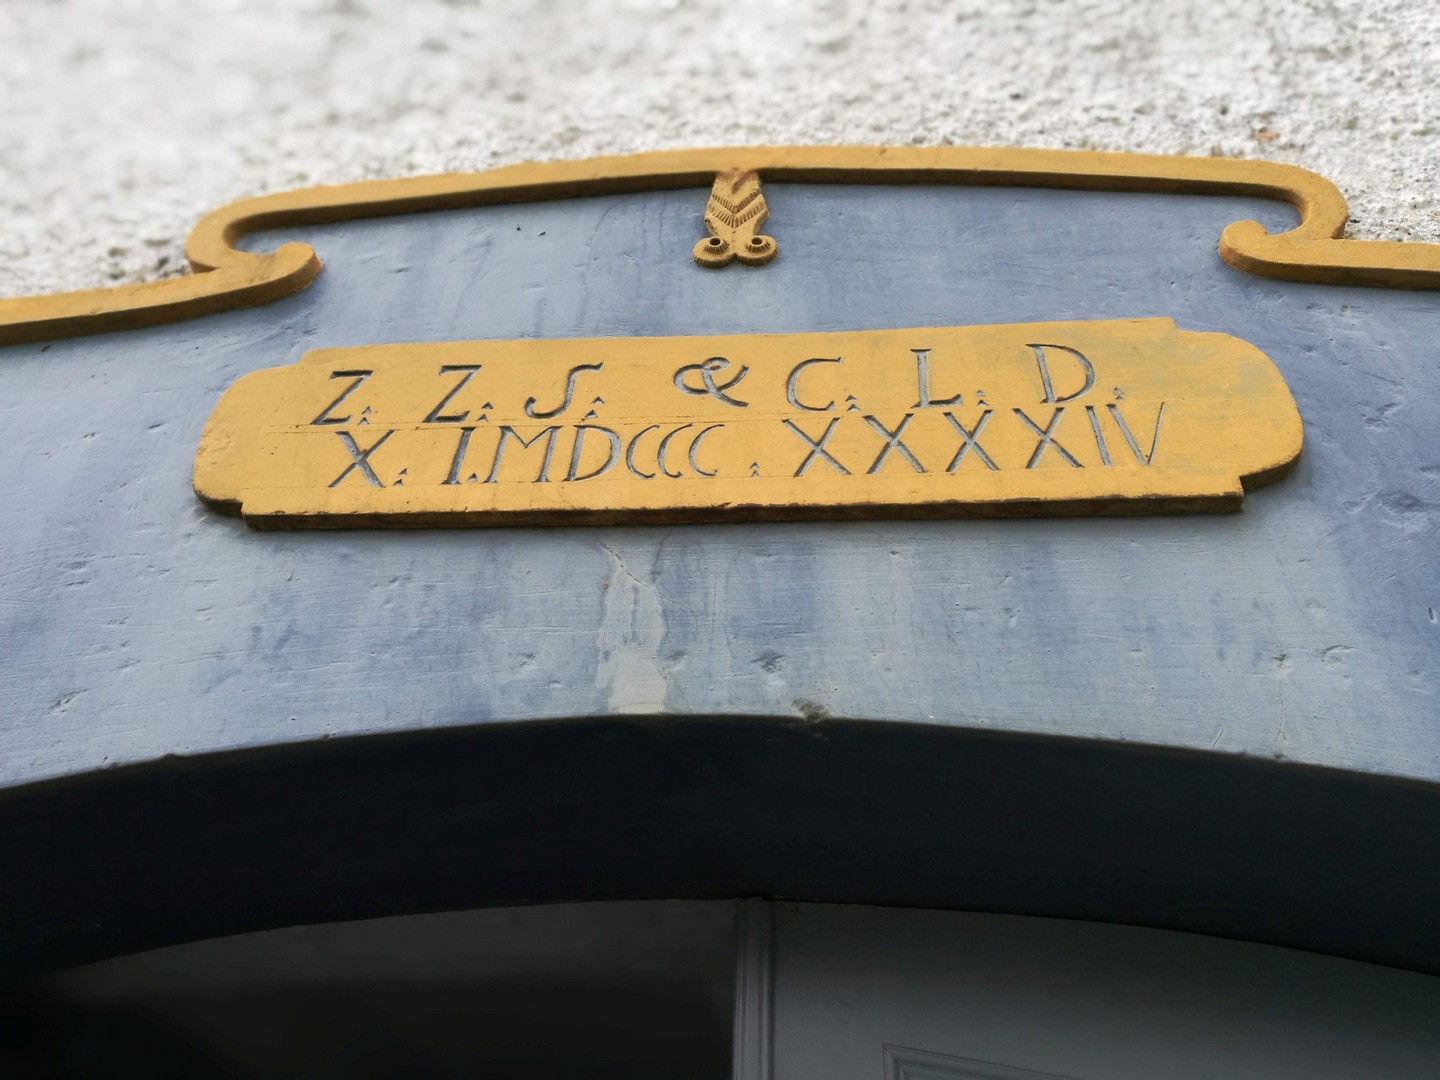 Z. Z. S. & C. L. D.
X. I.MDCCC . XXXXIV